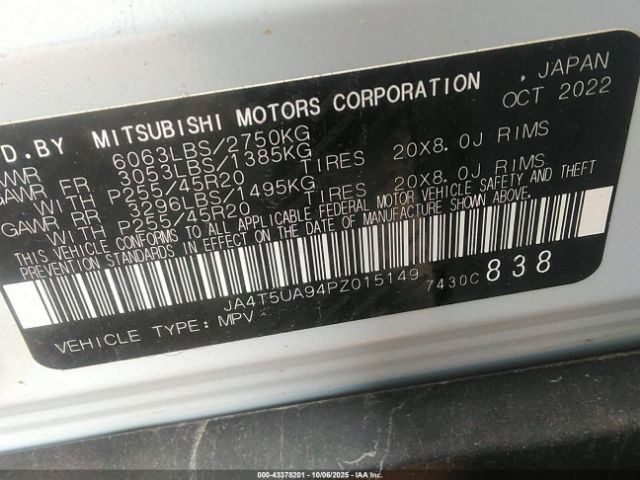 D.BY MITSUBISHI MOTORS CORPORATION , JAPAN
OCT 2022
VWR 6063LBS/2750KG
GAWR FR 3053LBS/1385KG TIRES 20X8.0J RIMS
WITH P255/45R20
GAWR RR 3296LBS/1495KG TIRES 20X8.0J RIMS
WITH P255/45R20
THIS VEHICLE CONFORMS TO ALL APPLICABLE FEDERAL MOTOR VEHICLE SAFETY AND THEFT
PREVENTION STANDARDS IN EFFECT ON THE DATE OF MANUFACTURE SHOWN ABOVE.
JA4T5UA94PZ015149 7430C 838
VEHICLE TYPE: MPV
000-43378201 - 10/06/2025 - IAAI.COM